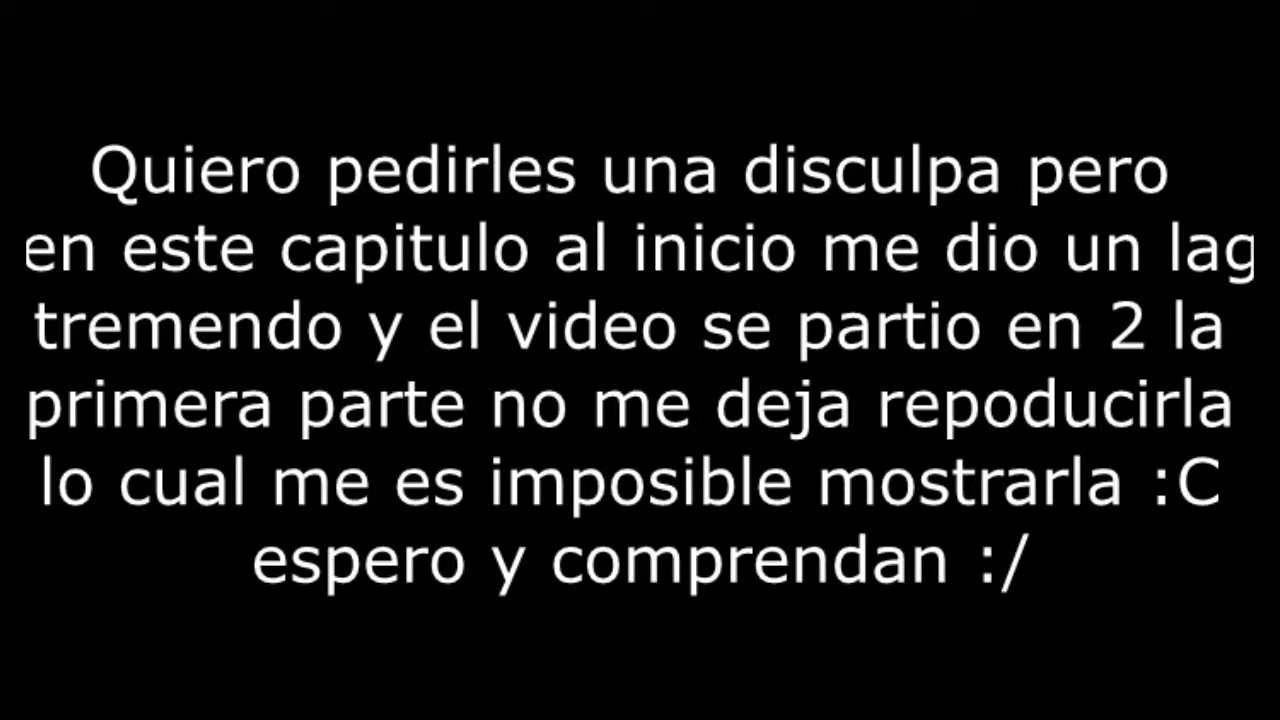 Quiero pedirles una disculpa pero
en este capitulo al inicio me dio un lag
tremendo y el video se partio en 2 la
primera parte no me deja repoducirla
lo cual me es imposible mostrarla :C
espero y comprendan :/